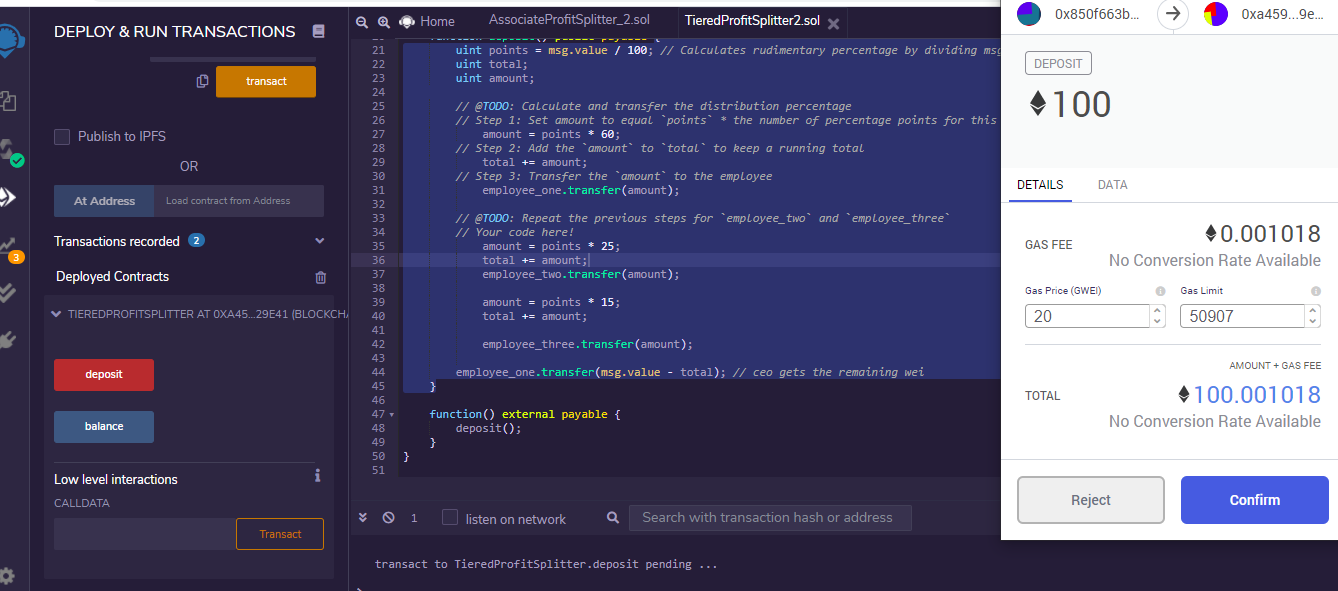 DEPLOY & RUN TRANSACTIONS
transact
Publish to IPFS
OR
At Address
Load contract from Address
Transactions recorded
2
3
Deployed Contracts
TIEREDPROFITSPLITTER AT 0XA45...29E41 (BLOCKCHA
deposit
balance
Low level interactions
i
CALLDATA
Transact
Home
AssociateProfitSplitter_2.sol
TieredProfitSplitter2.sol
21 uint points = msg.value / 100; // Calculates rudimentary percentage by dividing msg
22 uint total;
23 uint amount;
24
25 // @TODO: Calculate and transfer the distribution percentage
26 // Step 1: Set amount to equal `points` * the number of percentage points for this
27 amount = points * 60;
28 // Step 2: Add the `amount` to `total` to keep a running total
29 total += amount;
30 // Step 3: Transfer the `amount` to the employee
31 employee_one.transfer(amount);
32
33 // @TODO: Repeat the previous steps for `employee_two` and `employee_three`
34 // Your code here!
35 amount = points * 25;
36 total += amount;
37 employee_two.transfer(amount);
38
39 amount = points * 15;
40 total += amount;
41
42 employee_three.transfer(amount);
43
44 employee_one.transfer(msg.value - total); // ceo gets the remaining wei
45 }
46
47 function() external payable {
48 deposit();
49 }
50 }
51
1
listen on network
Search with transaction hash or address
transact to TieredProfitSplitter.deposit pending ...
0x850f663b...
0xa459...9e...
DEPOSIT
100
DETAILS
DATA
GAS FEE
0.001018
No Conversion Rate Available
Gas Price (GWEI)
Gas Limit
20
50907
AMOUNT + GAS FEE
TOTAL
100.001018
No Conversion Rate Available
Reject
Confirm